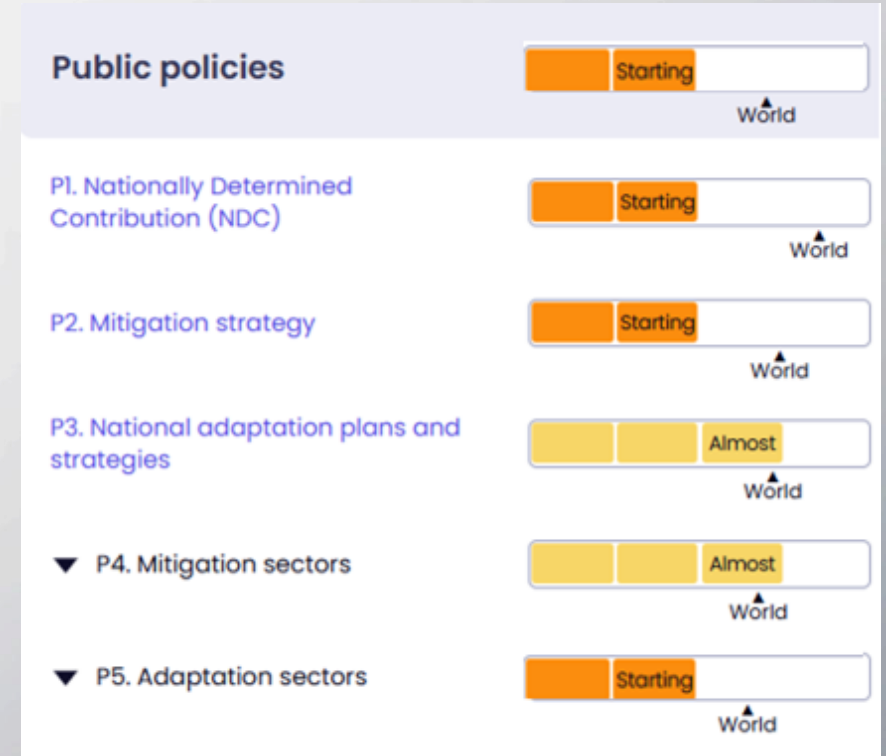 Public policies
Starting
World
P1. Nationally Determined
Contribution (NDC)
Starting
World
P2. Mitigation strategy
Starting
World
P3. National adaptation plans and
strategies
Almost
World
P4. Mitigation sectors
Almost
World
P5. Adaptation sectors
Starting
World